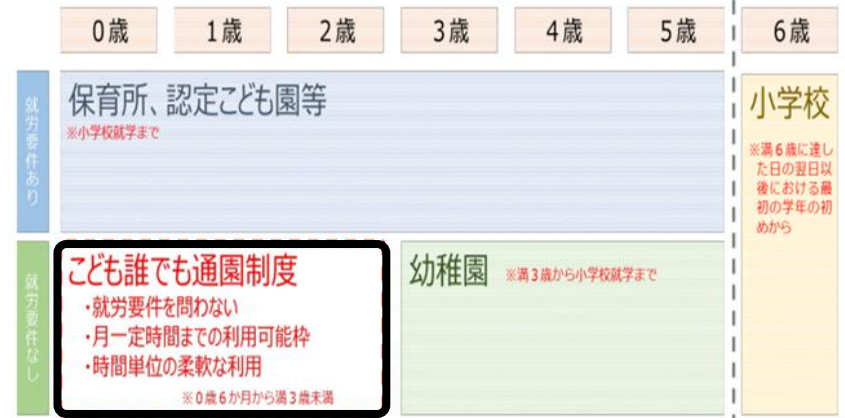 0歳
1歳
2歳
3歳
4歳
5歳
6歳
就労要件あり
保育所、認定こども園等
※小学校就学まで
小学校
※満6歳に達し
た日の翌日以
後における最
初の学年の初
めから
就労要件なし
こども誰でも通園制度
・就労要件を問わない
・月一定時間までの利用可能枠
・時間単位の柔軟な利用
※0歳6か月から満3歳未満
幼稚園
※満3歳から小学校就学まで